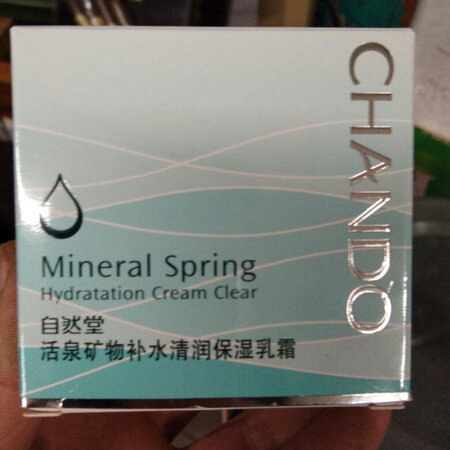 CHANDO
Mineral Spring
Hydratation Cream Clear
自然堂
活泉矿物补水清润保湿乳霜